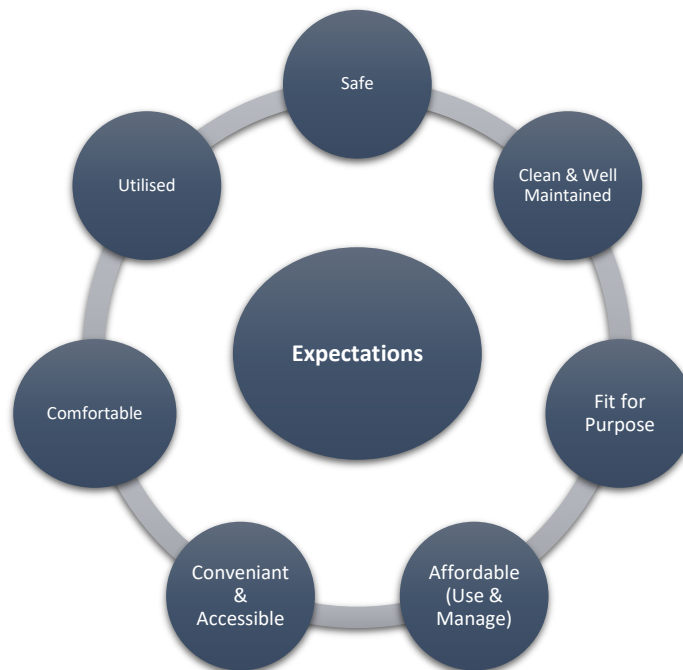 Safe
Clean & Well
Maintained
Fit for
Purpose
Affordable
(Use &
Manage)
Conveniant
&
Accessible
Comfortable
Utilised
Expectations